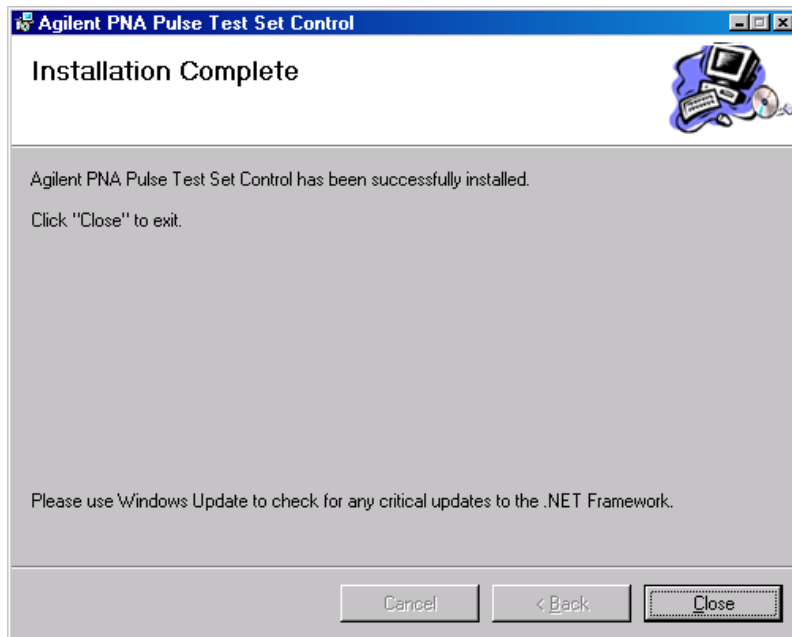 Agilent PNA Pulse Test Set Control
Installation Complete
Agilent PNA Pulse Test Set Control has been successfully installed.
Click "Close" to exit.
Please use Windows Update to check for any critical updates to the .NET Framework.
Cancel
< Back
Close